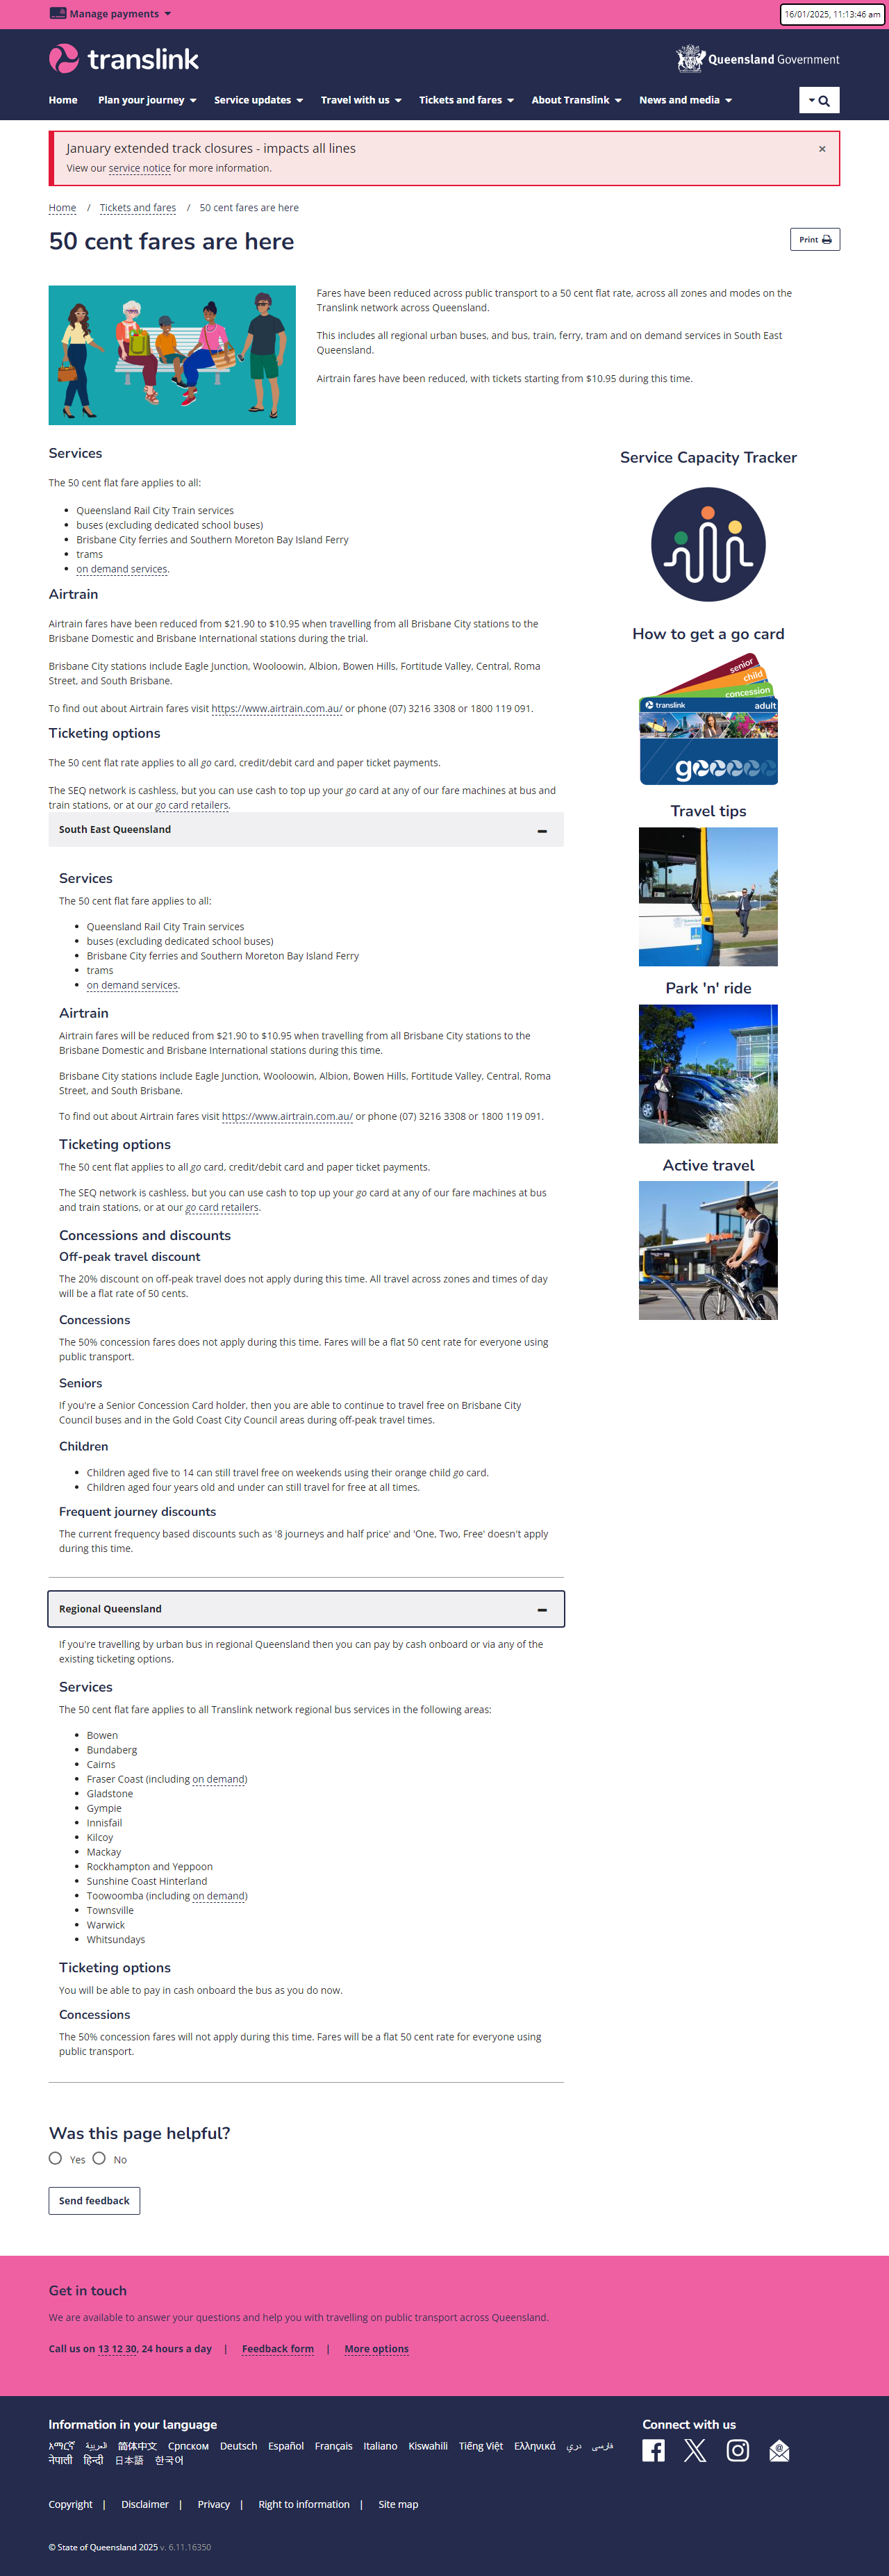 Manage payments
16/01/2025, 11:13:46 am
translink
Queensland Government
Home Plan your journey Service updates Travel with us Tickets and fares About Translink News and media
January extended track closures - impacts all lines
×
View our service notice for more information.
Home / Tickets and fares / 50 cent fares are here
50 cent fares are here
Print
Fares have been reduced across public transport to a 50 cent flat rate, across all zones and modes on the
Translink network across Queensland.
This includes all regional urban buses, and bus, train, ferry, tram and on demand services in South East
Queensland.
Airtrain fares have been reduced, with tickets starting from $10.95 during this time.
Services
The 50 cent flat fare applies to all:
• Queensland Rail City Train services
• buses (excluding dedicated school buses)
• Brisbane City ferries and Southern Moreton Bay Island Ferry
• trams
• on demand services.
Airtrain
Airtrain fares have been reduced from $21.90 to $10.95 when travelling from all Brisbane City stations to the
Brisbane Domestic and Brisbane International stations during the trial.
Brisbane City stations include Eagle Junction, Wooloowin, Albion, Bowen Hills, Fortitude Valley, Central, Roma
Street, and South Brisbane.
To find out about Airtrain fares visit https://www.airtrain.com.au/ or phone (07) 3216 3308 or 1800 119 091.
Ticketing options
The 50 cent flat rate applies to all go card, credit/debit card and paper ticket payments.
The SEQ network is cashless, but you can use cash to top up your go card at any of our fare machines at bus and
train stations, or at our go card retailers.
South East Queensland
Services
The 50 cent flat fare applies to all:
• Queensland Rail City Train services
• buses (excluding dedicated school buses)
• Brisbane City ferries and Southern Moreton Bay Island Ferry
• trams
• on demand services.
Airtrain
Airtrain fares will be reduced from $21.90 to $10.95 when travelling from all Brisbane City stations to the
Brisbane Domestic and Brisbane International stations during this time.
Brisbane City stations include Eagle Junction, Wooloowin, Albion, Bowen Hills, Fortitude Valley, Central, Roma
Street, and South Brisbane.
To find out about Airtrain fares visit https://www.airtrain.com.au/ or phone (07) 3216 3308 or 1800 119 091.
Ticketing options
The 50 cent flat applies to all go card, credit/debit card and paper ticket payments.
The SEQ network is cashless, but you can use cash to top up your go card at any of our fare machines at bus
and train stations, or at our go card retailers.
Concessions and discounts
Off-peak travel discount
The 20% discount on off-peak travel does not apply during this time. All travel across zones and times of day
will be a flat rate of 50 cents.
Concessions
The 50% concession fares does not apply during this time. Fares will be a flat 50 cent rate for everyone using
public transport.
Seniors
If you're a Senior Concession Card holder, then you are able to continue to travel free on Brisbane City
Council buses and in the Gold Coast City Council areas during off-peak travel times.
Children
• Children aged five to 14 can still travel free on weekends using their orange child go card.
• Children aged four years old and under can still travel for free at all times.
Frequent journey discounts
The current frequency based discounts such as '8 journeys and half price' and 'One, Two, Free' doesn't apply
during this time.
Regional Queensland
If you're travelling by urban bus in regional Queensland then you can pay by cash onboard or via any of the
existing ticketing options.
Services
The 50 cent flat fare applies to all Translink network regional bus services in the following areas:
• Bowen
• Bundaberg
• Cairns
• Fraser Coast (including on demand)
• Gladstone
• Gympie
• Innisfail
• Kilcoy
• Mackay
• Rockhampton and Yeppoon
• Sunshine Coast Hinterland
• Toowoomba (including on demand)
• Townsville
• Warwick
• Whitsundays
Ticketing options
You will be able to pay in cash onboard the bus as you do now.
Concessions
The 50% concession fares will not apply during this time. Fares will be a flat 50 cent rate for everyone using
public transport.
Service Capacity Tracker
How to get a go card
senior
child
concession
translink adult
go
Travel tips
Park 'n' ride
Active travel
Was this page helpful?
Yes No
Send feedback
Get in touch
We are available to answer your questions and help you with travelling on public transport across Queensland.
Call us on 13 12 30, 24 hours a day | Feedback form | More options
Information in your language
አማርኛ العربية 简体中文 Српском Deutsch Español Français Italiano Kiswahili Tiếng Việt Ελληνικά دري فارسی
नेपाली हिन्दी 日本語 한국어
Connect with us
Copyright | Disclaimer | Privacy | Right to information | Site map
© State of Queensland 2025 v. 6.11.16350